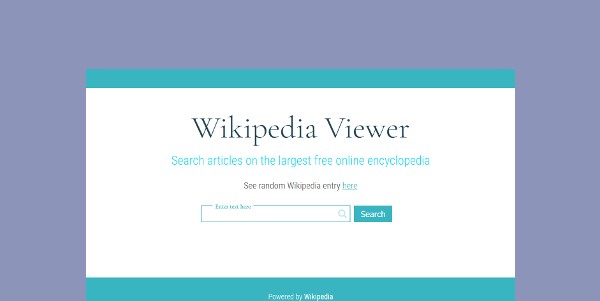 Wikipedia Viewer
Search articles on the largest free online encyclopedia
See random Wikipedia entry here
Enter text here
Search
Powered by Wikipedia